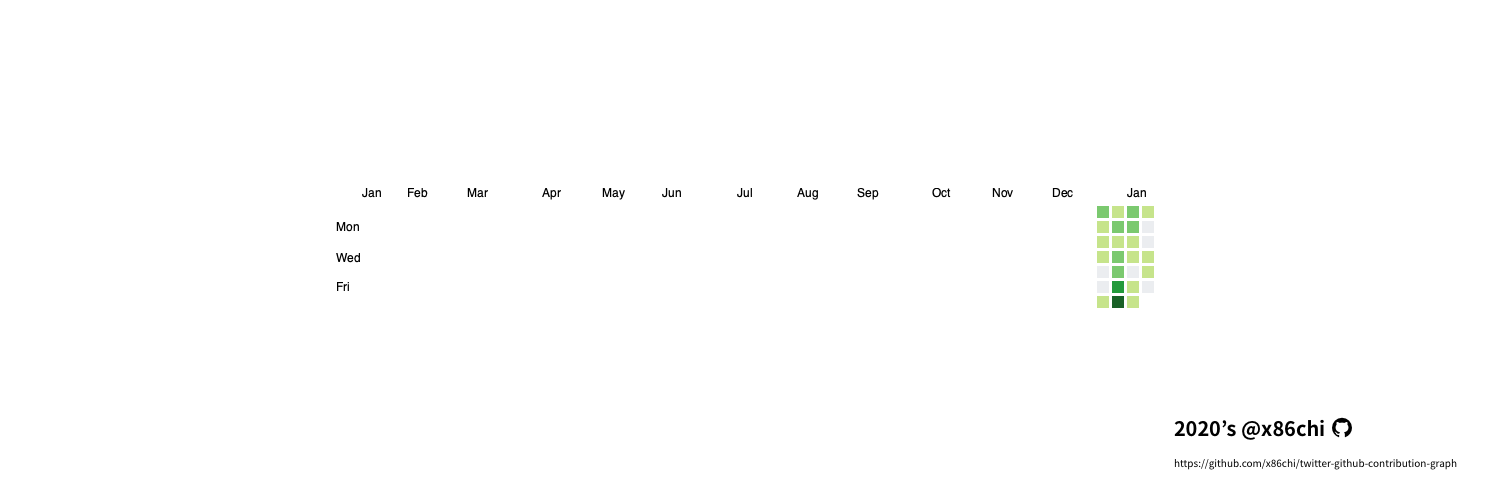 Jan Feb Mar Apr May Jun Jul Aug Sep Oct Nov Dec Jan
Mon
Wed
Fri
2020’s @x86chi
https://github.com/x86chi/twitter-github-contribution-graph